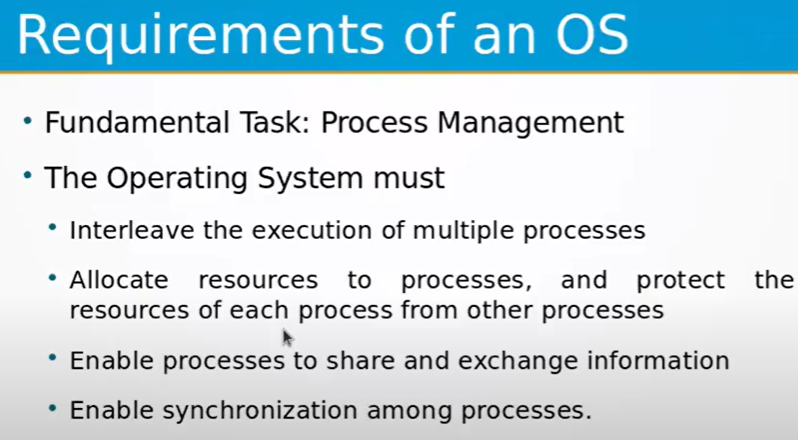 Requirements of an OS
• Fundamental Task: Process Management
• The Operating System must
• Interleave the execution of multiple processes
• Allocate resources to processes, and protect the
resources of each process from other processes
• Enable processes to share and exchange information
• Enable synchronization among processes.